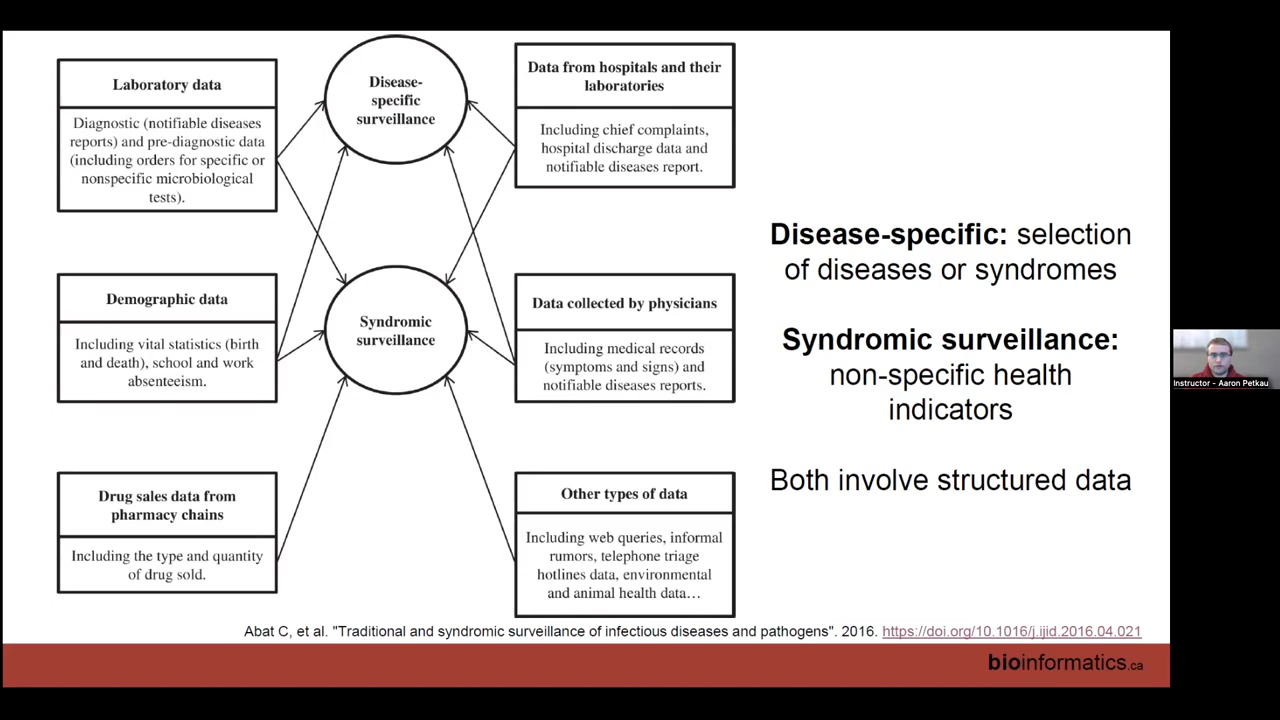 Laboratory data
Diagnostic (notifiable diseases
reports) and pre-diagnostic data
(including orders for specific or
nonspecific microbiological
tests).
Disease-
specific
surveillance
Data from hospitals and their
laboratories
Including chief complaints,
hospital discharge data and
notifiable diseases report.
Demographic data
Including vital statistics (birth
and death), school and work
absenteeism.
Syndromic
surveillance
Data collected by physicians
Including medical records
(symptoms and signs) and
notifiable diseases reports.
Drug sales data from
pharmacy chains
Including the type and quantity
of drug sold.
Other types of data
Including web queries, informal
rumors, telephone triage
hotlines data, environmental
and animal health data…
Disease-specific: selection
of diseases or syndromes
Syndromic surveillance:
non-specific health
indicators
Both involve structured data
Abat C, et al. "Traditional and syndromic surveillance of infectious diseases and pathogens". 2016. https://doi.org/10.1016/j.ijid.2016.04.021
bioinformatics.ca
Instructor - Aaron Petkau